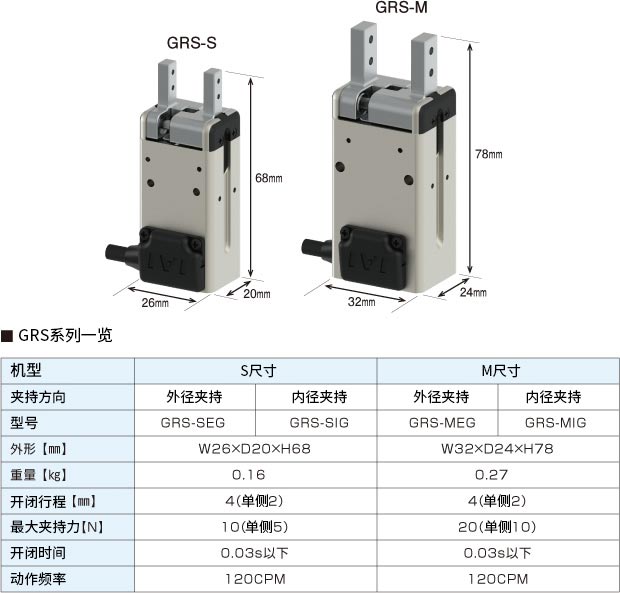 GRS-S
GRS-M
68mm
26mm
20mm
78mm
32mm
24mm
IAI
IAI
■ GRS系列一览
机型 S尺寸 M尺寸
夹持方向 外径夹持 内径夹持 外径夹持 内径夹持
型号 GRS-SEG GRS-SIG GRS-MEG GRS-MIG
外形【㎜】 W26×D20×H68 W32×D24×H78
重量【㎏】 0.16 0.27
开闭行程【㎜】 4(单侧2) 4(单侧2)
最大夹持力【N】 10(单侧5) 20(单侧10)
开闭时间 0.03s以下 0.03s以下
动作频率 120CPM 120CPM